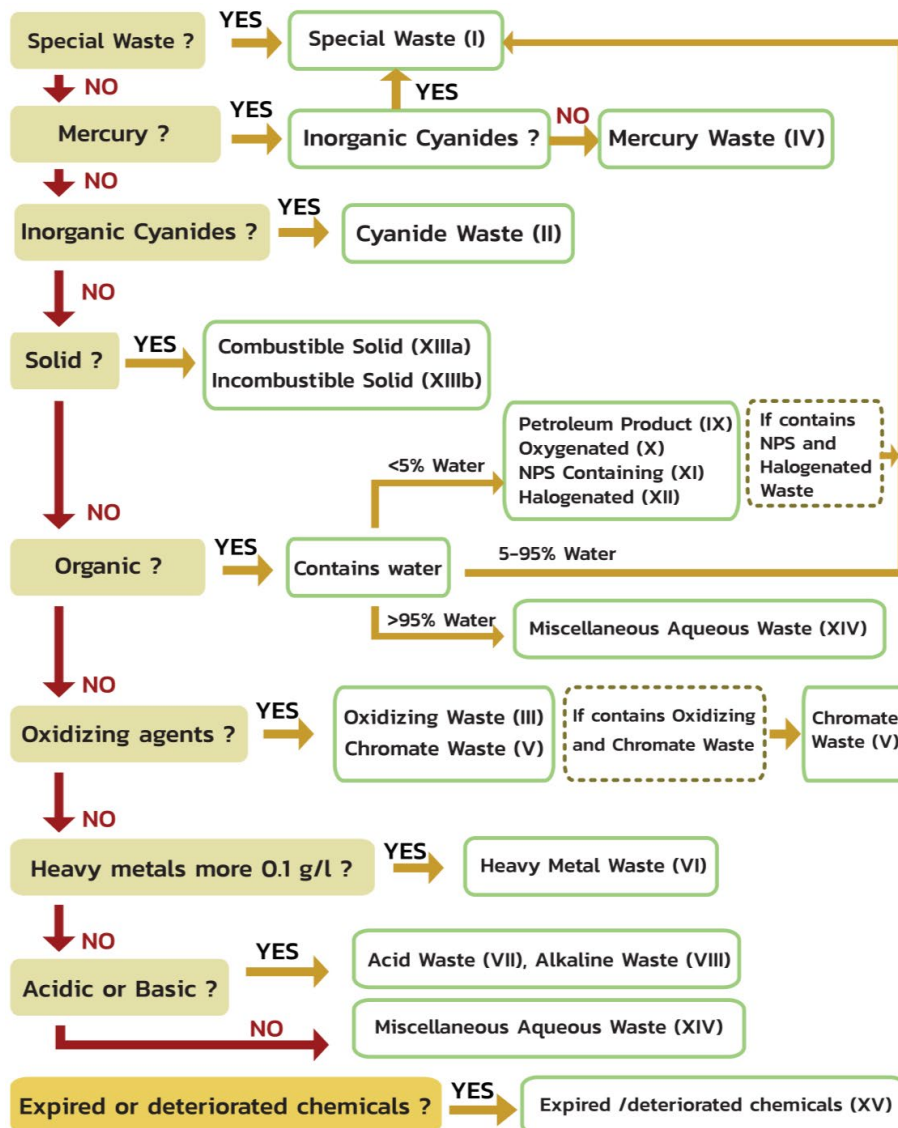 Special Waste ?
YES
Special Waste (I)
NO
YES
YES
Mercury ?
Inorganic Cyanides ?
NO
Mercury Waste (IV)
NO
YES
Inorganic Cyanides ?
Cyanide Waste (II)
NO
Solid ?
YES
Combustible Solid (XIIIa)
Incombustible Solid (XIIIb)
<5% Water
Petroleum Product (IX)
Oxygenated (X)
NPS Containing (XI)
Halogenated (XII)
If contains
NPS and
Halogenated
Waste
NO
Organic ?
YES
Contains water
5-95% Water
>95% Water
Miscellaneous Aqueous Waste (XIV)
NO
Oxidizing agents ?
YES
Oxidizing Waste (III)
Chromate Waste (V)
If contains Oxidizing
and Chromate Waste
Chromate
Waste (V)
NO
Heavy metals more 0.1 g/l ?
YES
Heavy Metal Waste (VI)
NO
Acidic or Basic ?
YES
Acid Waste (VII), Alkaline Waste (VIII)
NO
Miscellaneous Aqueous Waste (XIV)
Expired or deteriorated chemicals ?
YES
Expired /deteriorated chemicals (XV)